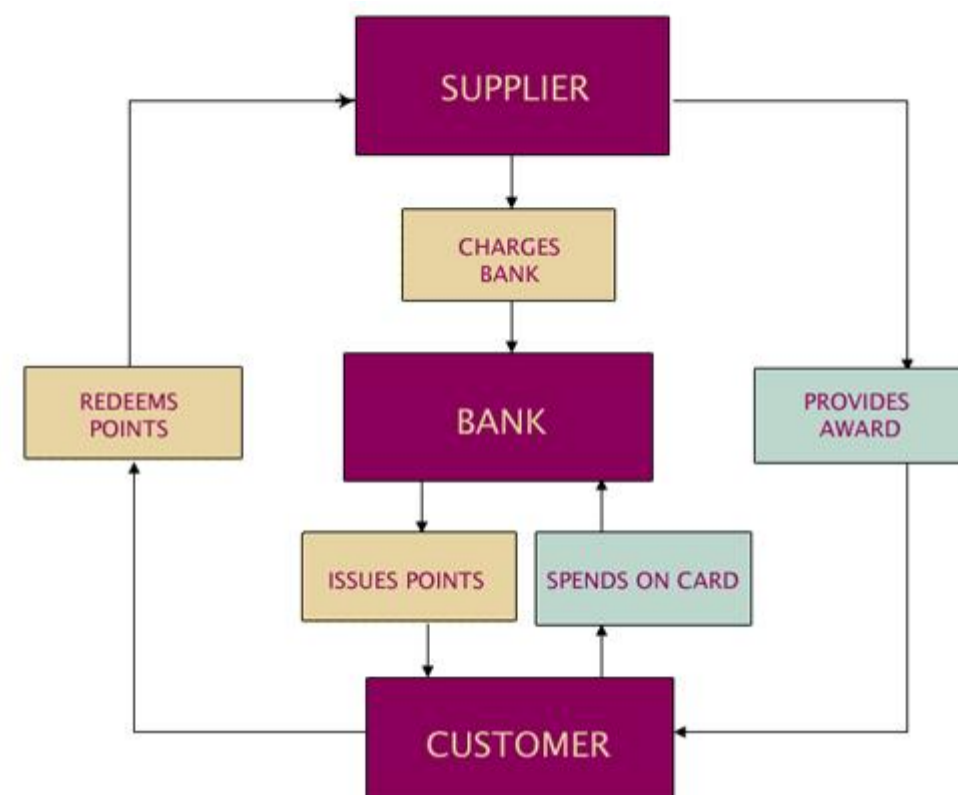 SUPPLIER
CHARGES
BANK
BANK
REDEEMS
POINTS
PROVIDES
AWARD
ISSUES POINTS
SPENDS ON CARD
CUSTOMER